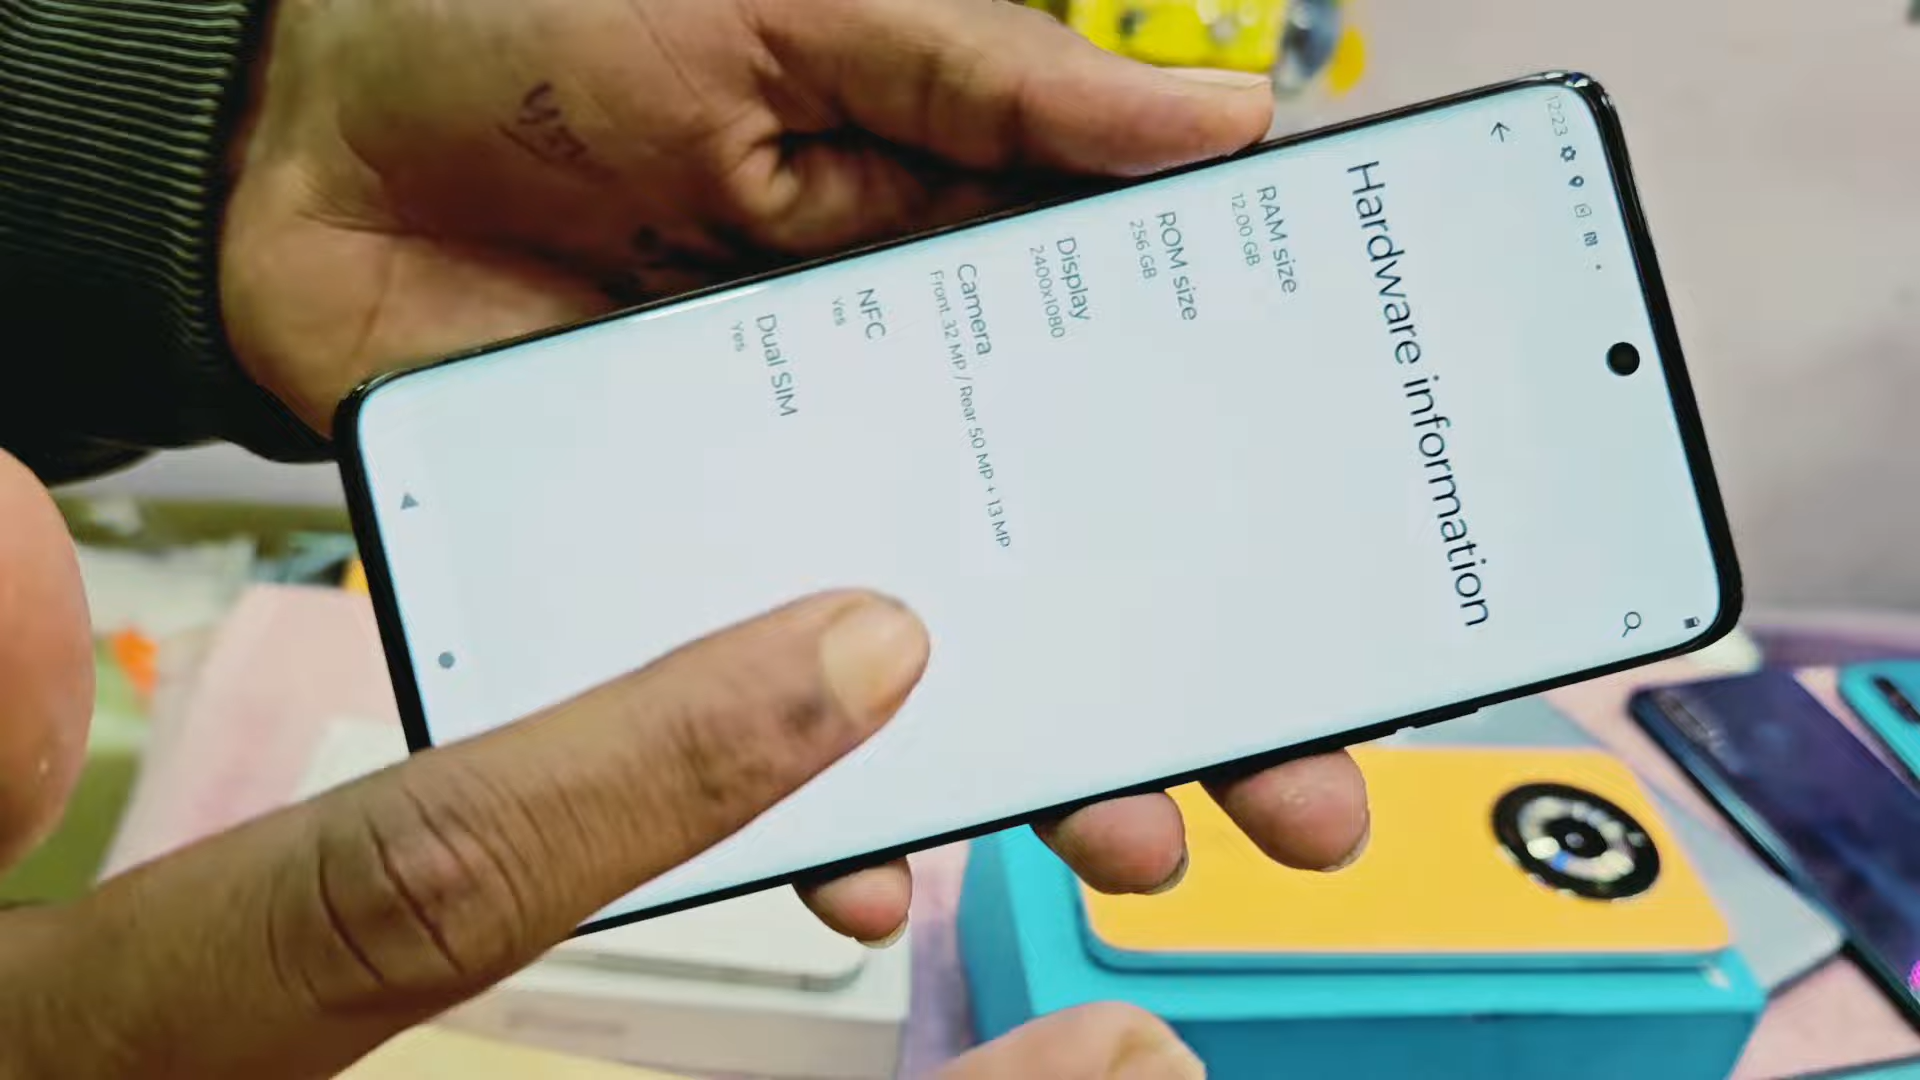 12:23
Hardware information
RAM size
12.00 GB
ROM size
256 GB
Display
2400x1080
Camera
Front 32 MP / Rear 50 MP + 13 MP
NFC
Yes
Dual SIM
Yes